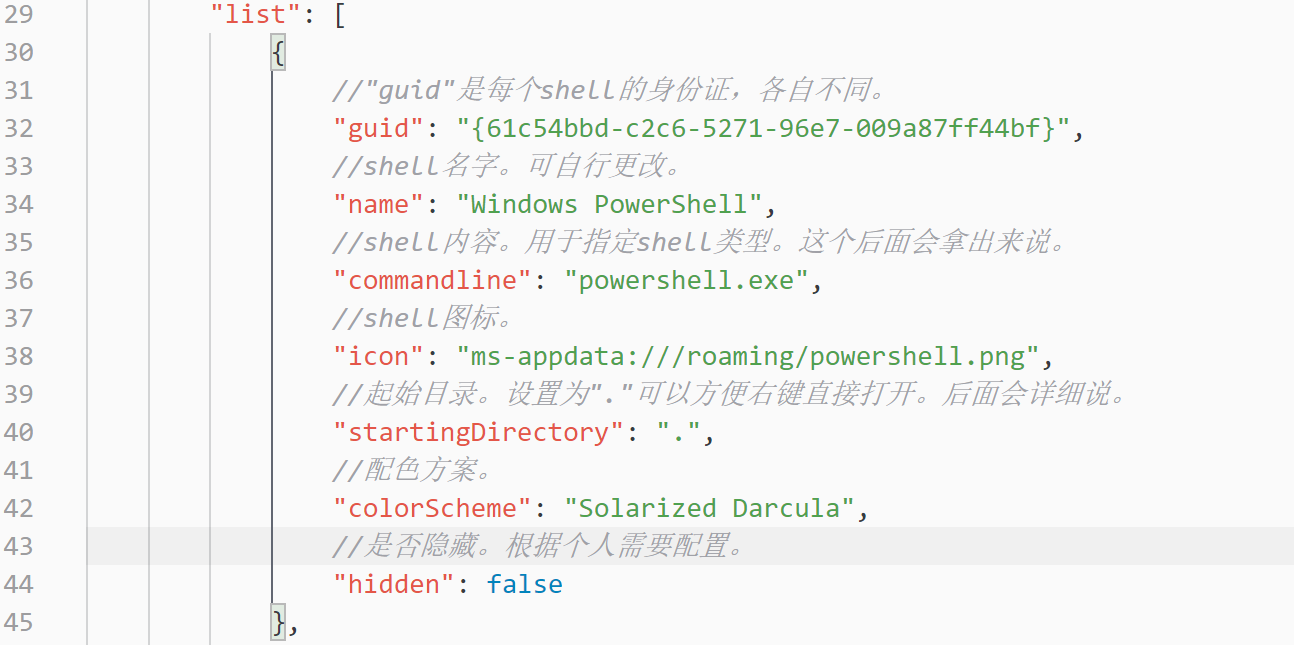 29 "list": [
30 {
31 //"guid"是每个shell的身份证，各自不同。
32 "guid": "{61c54bbd-c2c6-5271-96e7-009a87ff44bf}",
33 //shell名字。可自行更改。
34 "name": "Windows PowerShell",
35 //shell内容。用于指定shell类型。这个后面会拿出来说。
36 "commandline": "powershell.exe",
37 //shell图标。
38 "icon": "ms-appdata:///roaming/powershell.png",
39 //起始目录。设置为"."可以方便右键直接打开。后面会详细说。
40 "startingDirectory": ".",
41 //配色方案。
42 "colorScheme": "Solarized Darcula",
43 //是否隐藏。根据个人需要配置。
44 "hidden": false
45 },